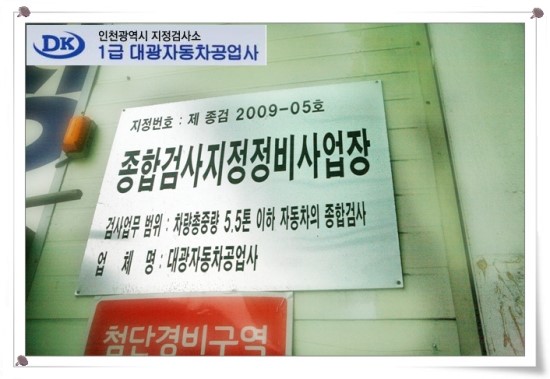 DK
인천광역시 지정검사소
1급 대광자동차공업사
지정번호 : 제 종검 2009-05호
종합검사지정정비사업장
검사업무 범위 : 차량총중량 5.5톤 이하 자동차의 종합검사
업 체 명 : 대광자동차공업사
첨단경비구역